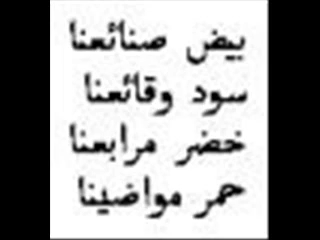 بيض صنائعنا
سود وقائعنا
خضر مرابعنا
حمر مواضينا